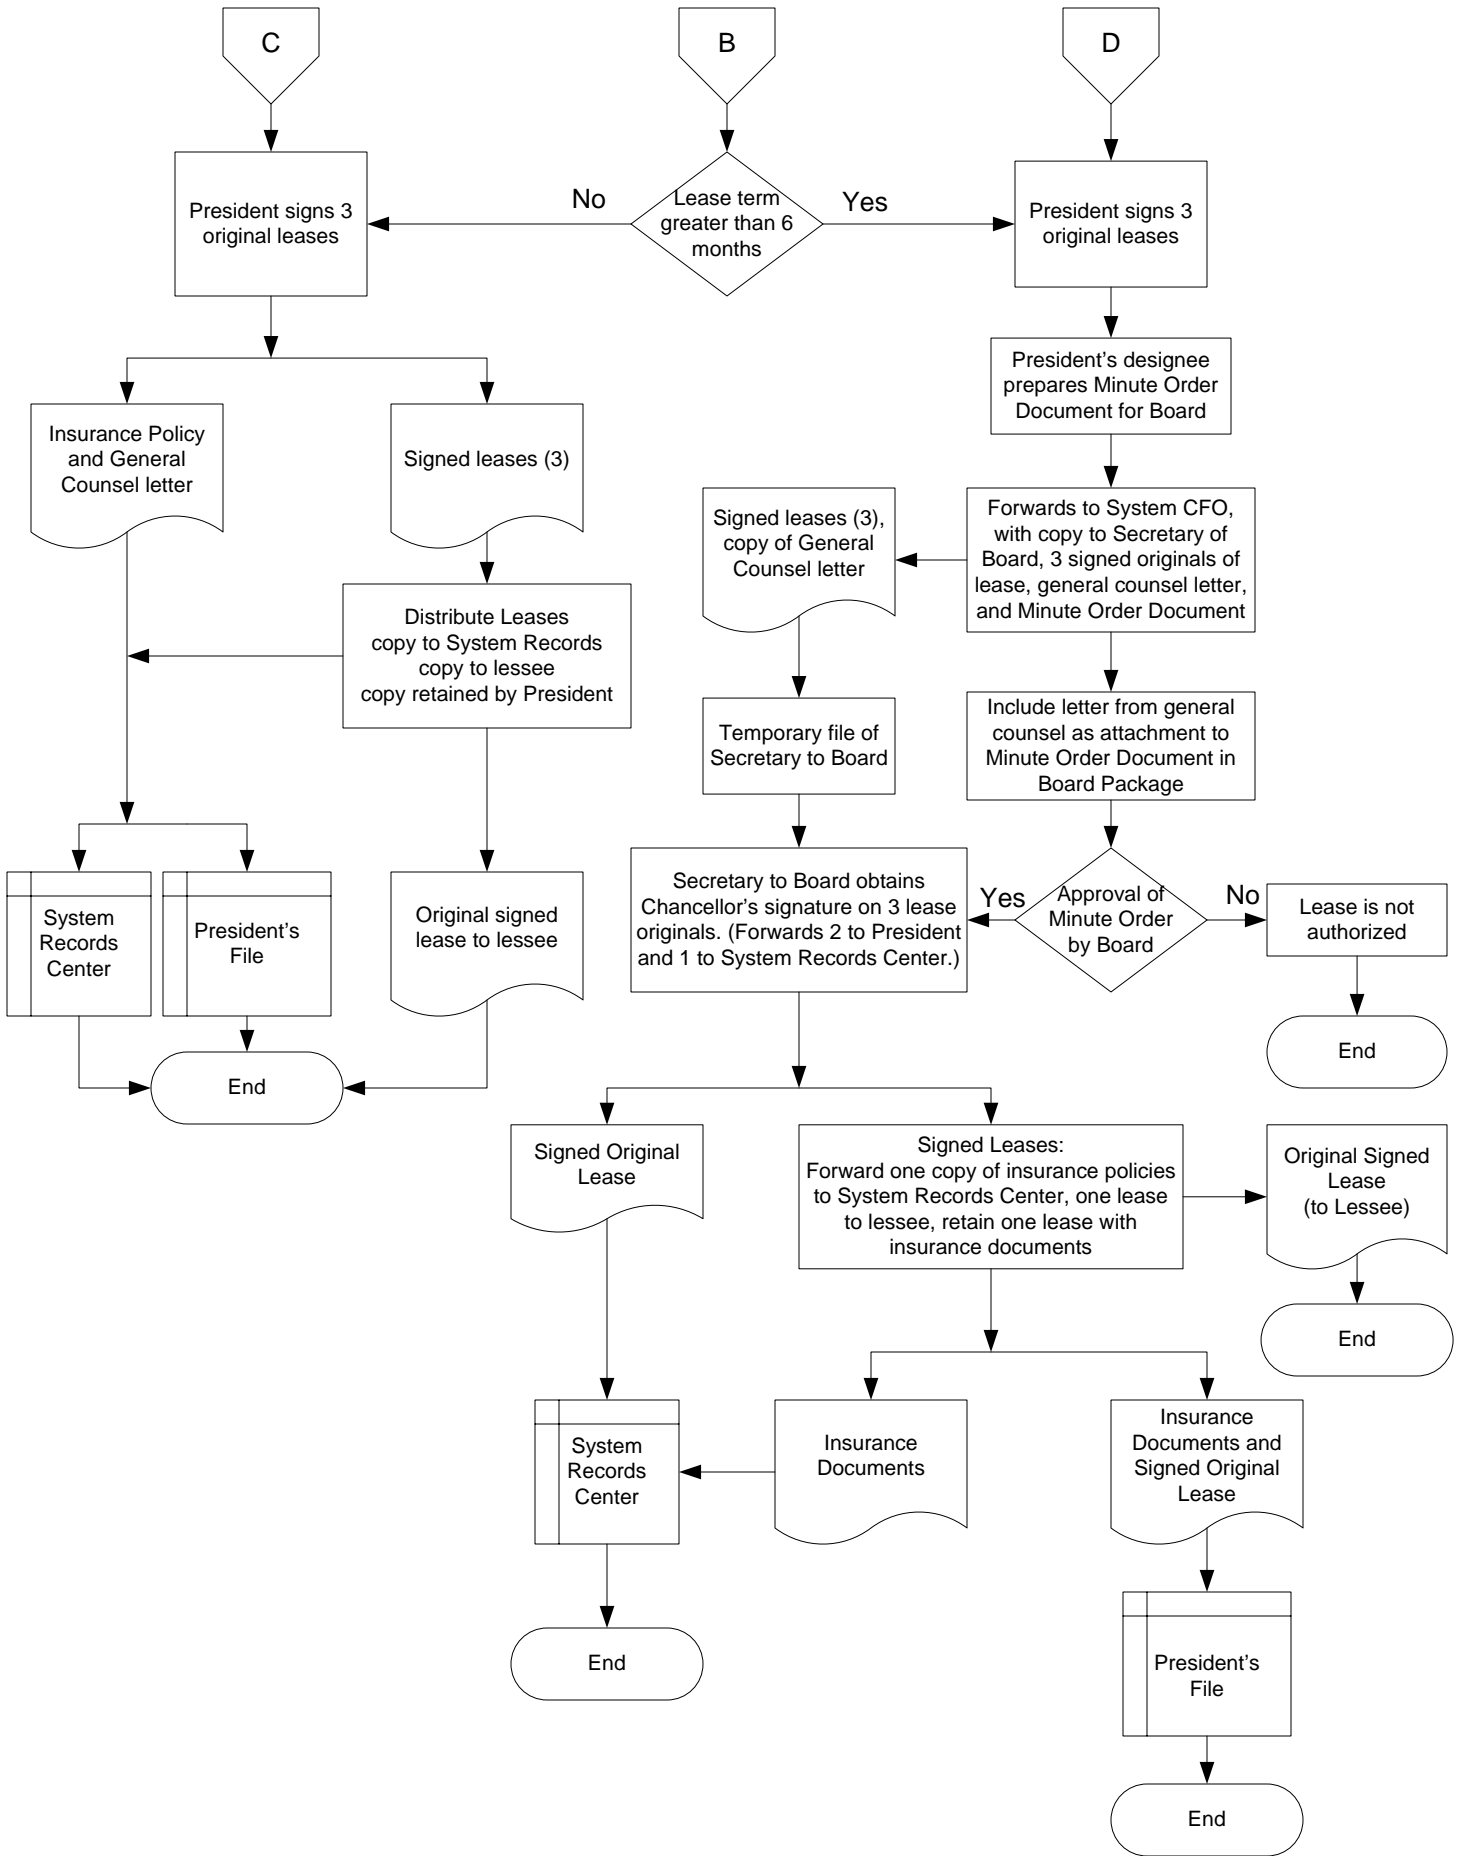 C
B
D
President signs 3
original leases
No
Lease term
greater than 6
months
Yes
President signs 3
original leases
President’s designee
prepares Minute Order
Document for Board
Insurance Policy
and General
Counsel letter
Signed leases (3)
Signed leases (3),
copy of General
Counsel letter
Forwards to System CFO,
with copy to Secretary of
Board, 3 signed originals of
lease, general counsel letter,
and Minute Order Document
Distribute Leases
copy to System Records
copy to lessee
copy retained by President
Temporary file of
Secretary to Board
Include letter from general
counsel as attachment to
Minute Order Document in
Board Package
System
Records
Center
President’s
File
Original signed
lease to lessee
Secretary to Board obtains
Chancellor’s signature on 3 lease
originals. (Forwards 2 to President
and 1 to System Records Center.)
Yes
Approval of
Minute Order
by Board
No
Lease is not
authorized
End
End
Signed Original
Lease
Signed Leases:
Forward one copy of insurance policies
to System Records Center, one lease
to lessee, retain one lease with
insurance documents
Original Signed
Lease
(to Lessee)
End
System
Records
Center
Insurance
Documents
Insurance
Documents and
Signed Original
Lease
End
President’s
File
End